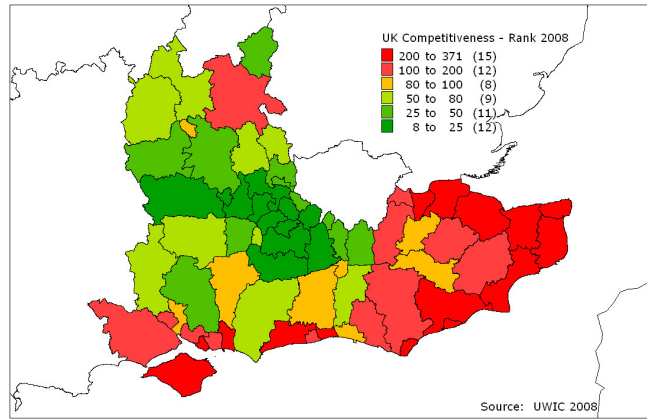 UK Competitiveness - Rank 2008
200 to 371 (15)
100 to 200 (12)
80 to 100 (8)
50 to 80 (9)
25 to 50 (11)
8 to 25 (12)
Source: UWIC 2008